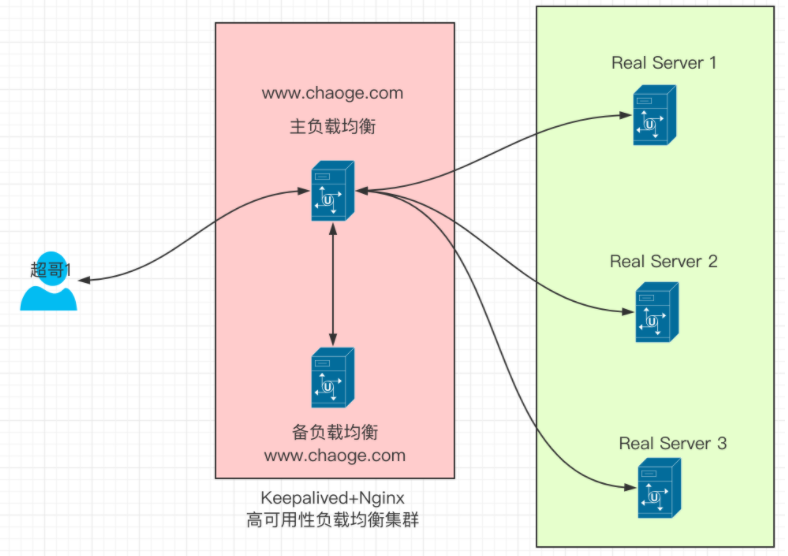 超哥1
www.chaoge.com
主负载均衡
备负载均衡
www.chaoge.com
Keepalived+Nginx
高可用性负载均衡集群
Real Server 1
U
Real Server 2
U
Real Server 3
U
U
U